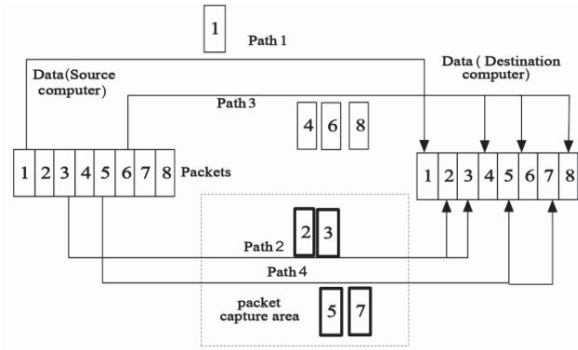 1
Path 1
Data(Source
computer)
Data ( Destination
computer)
Path 3
4 6 8
1 2 3 4 5 6 7 8
Packets
1 2 3 4 5 6 7 8
2 3
Path 2
Path 4
packet
capture area
5 7